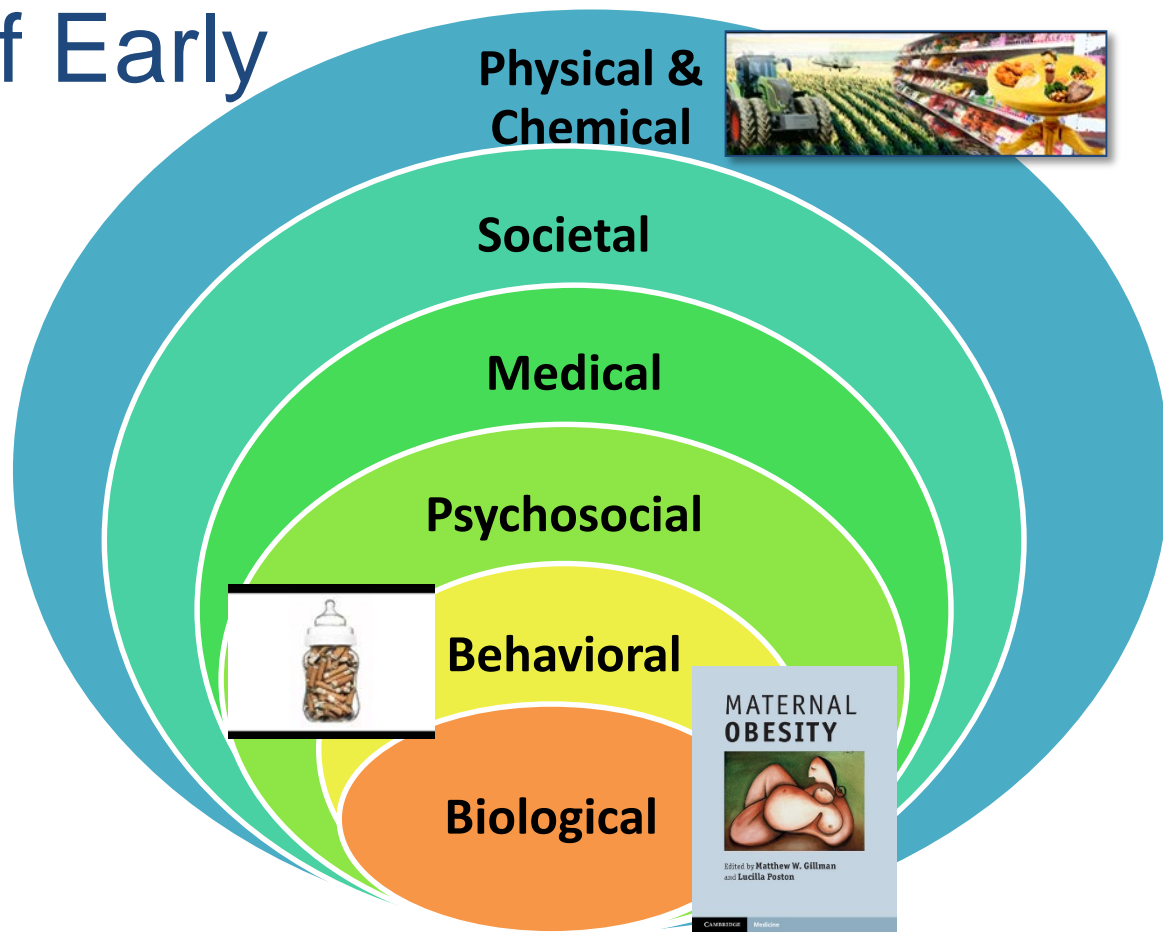 f Early
Physical &
Chemical
Societal
Medical
Psychosocial
Behavioral
MATERNAL
OBESITY
Biological
Edited by Matthew W. Gillman
and Lucilla Poston
CAMBRIDGE Medicine